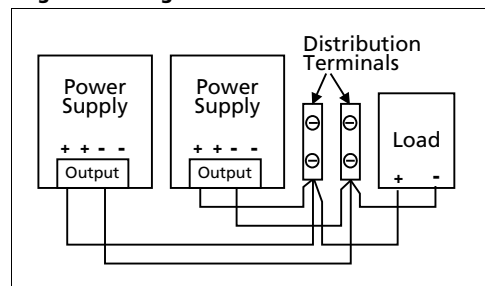 Distribution
Terminals
Power
Supply
+ + - -
Output
Power
Supply
+ + - -
Output
Load
+ -